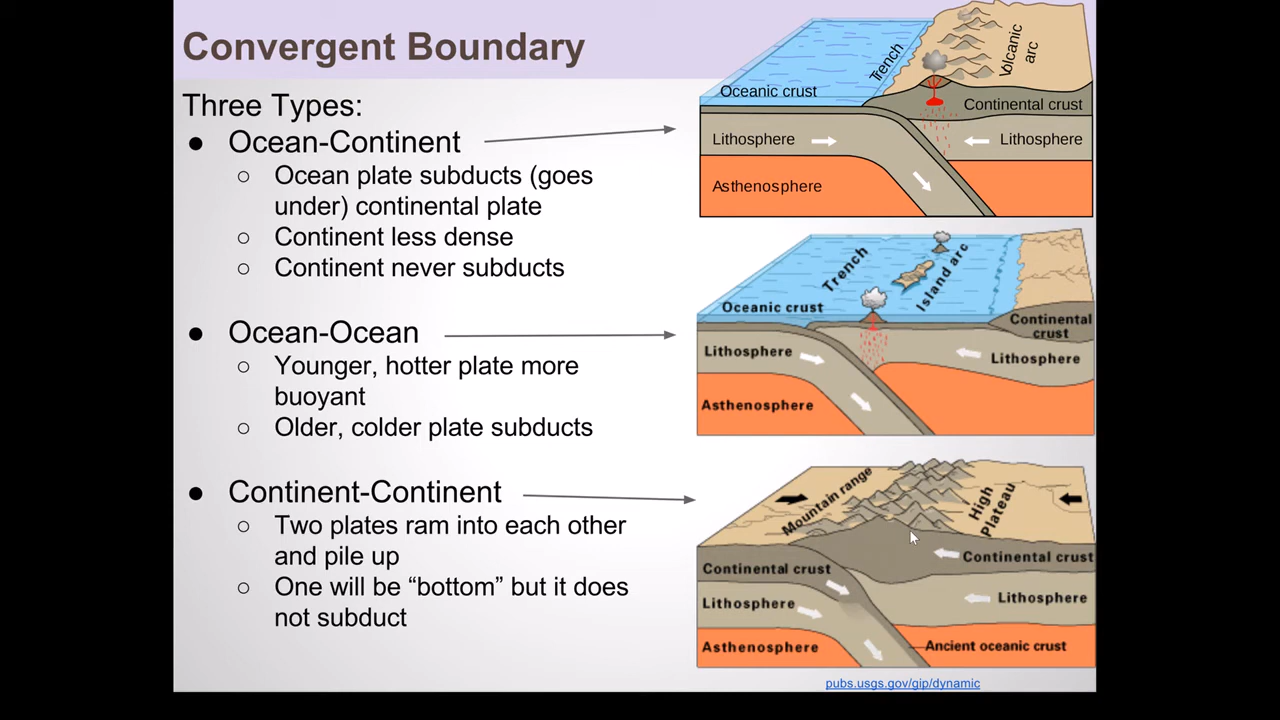 Convergent Boundary
Three Types:
● Ocean-Continent
○ Ocean plate subducts (goes
under) continental plate
○ Continent less dense
○ Continent never subducts
● Ocean-Ocean
○ Younger, hotter plate more
buoyant
○ Older, colder plate subducts
● Continent-Continent
○ Two plates ram into each other
and pile up
○ One will be “bottom” but it does
not subduct
Trench
Volcanic
arc
Oceanic crust
Continental crust
Lithosphere
Lithosphere
Asthenosphere
Trench
Island arc
Oceanic crust
Continental
crust
Lithosphere
Lithosphere
Asthenosphere
Mountain range
High
Plateau
Continental crust
Continental crust
Lithosphere
Lithosphere
Asthenosphere
Ancient oceanic crust
pubs.usgs.gov/gip/dynamic